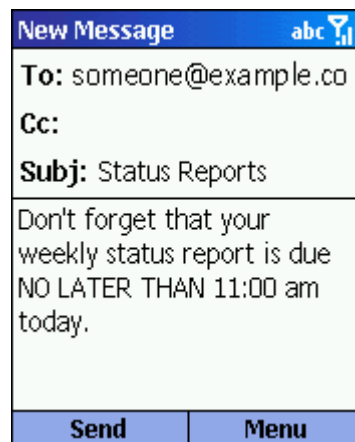 New Message abc
To: someone@example.co
Cc:
Subj: Status Reports
Don't forget that your
weekly status report is due
NO LATER THAN 11:00 am
today.
Send Menu